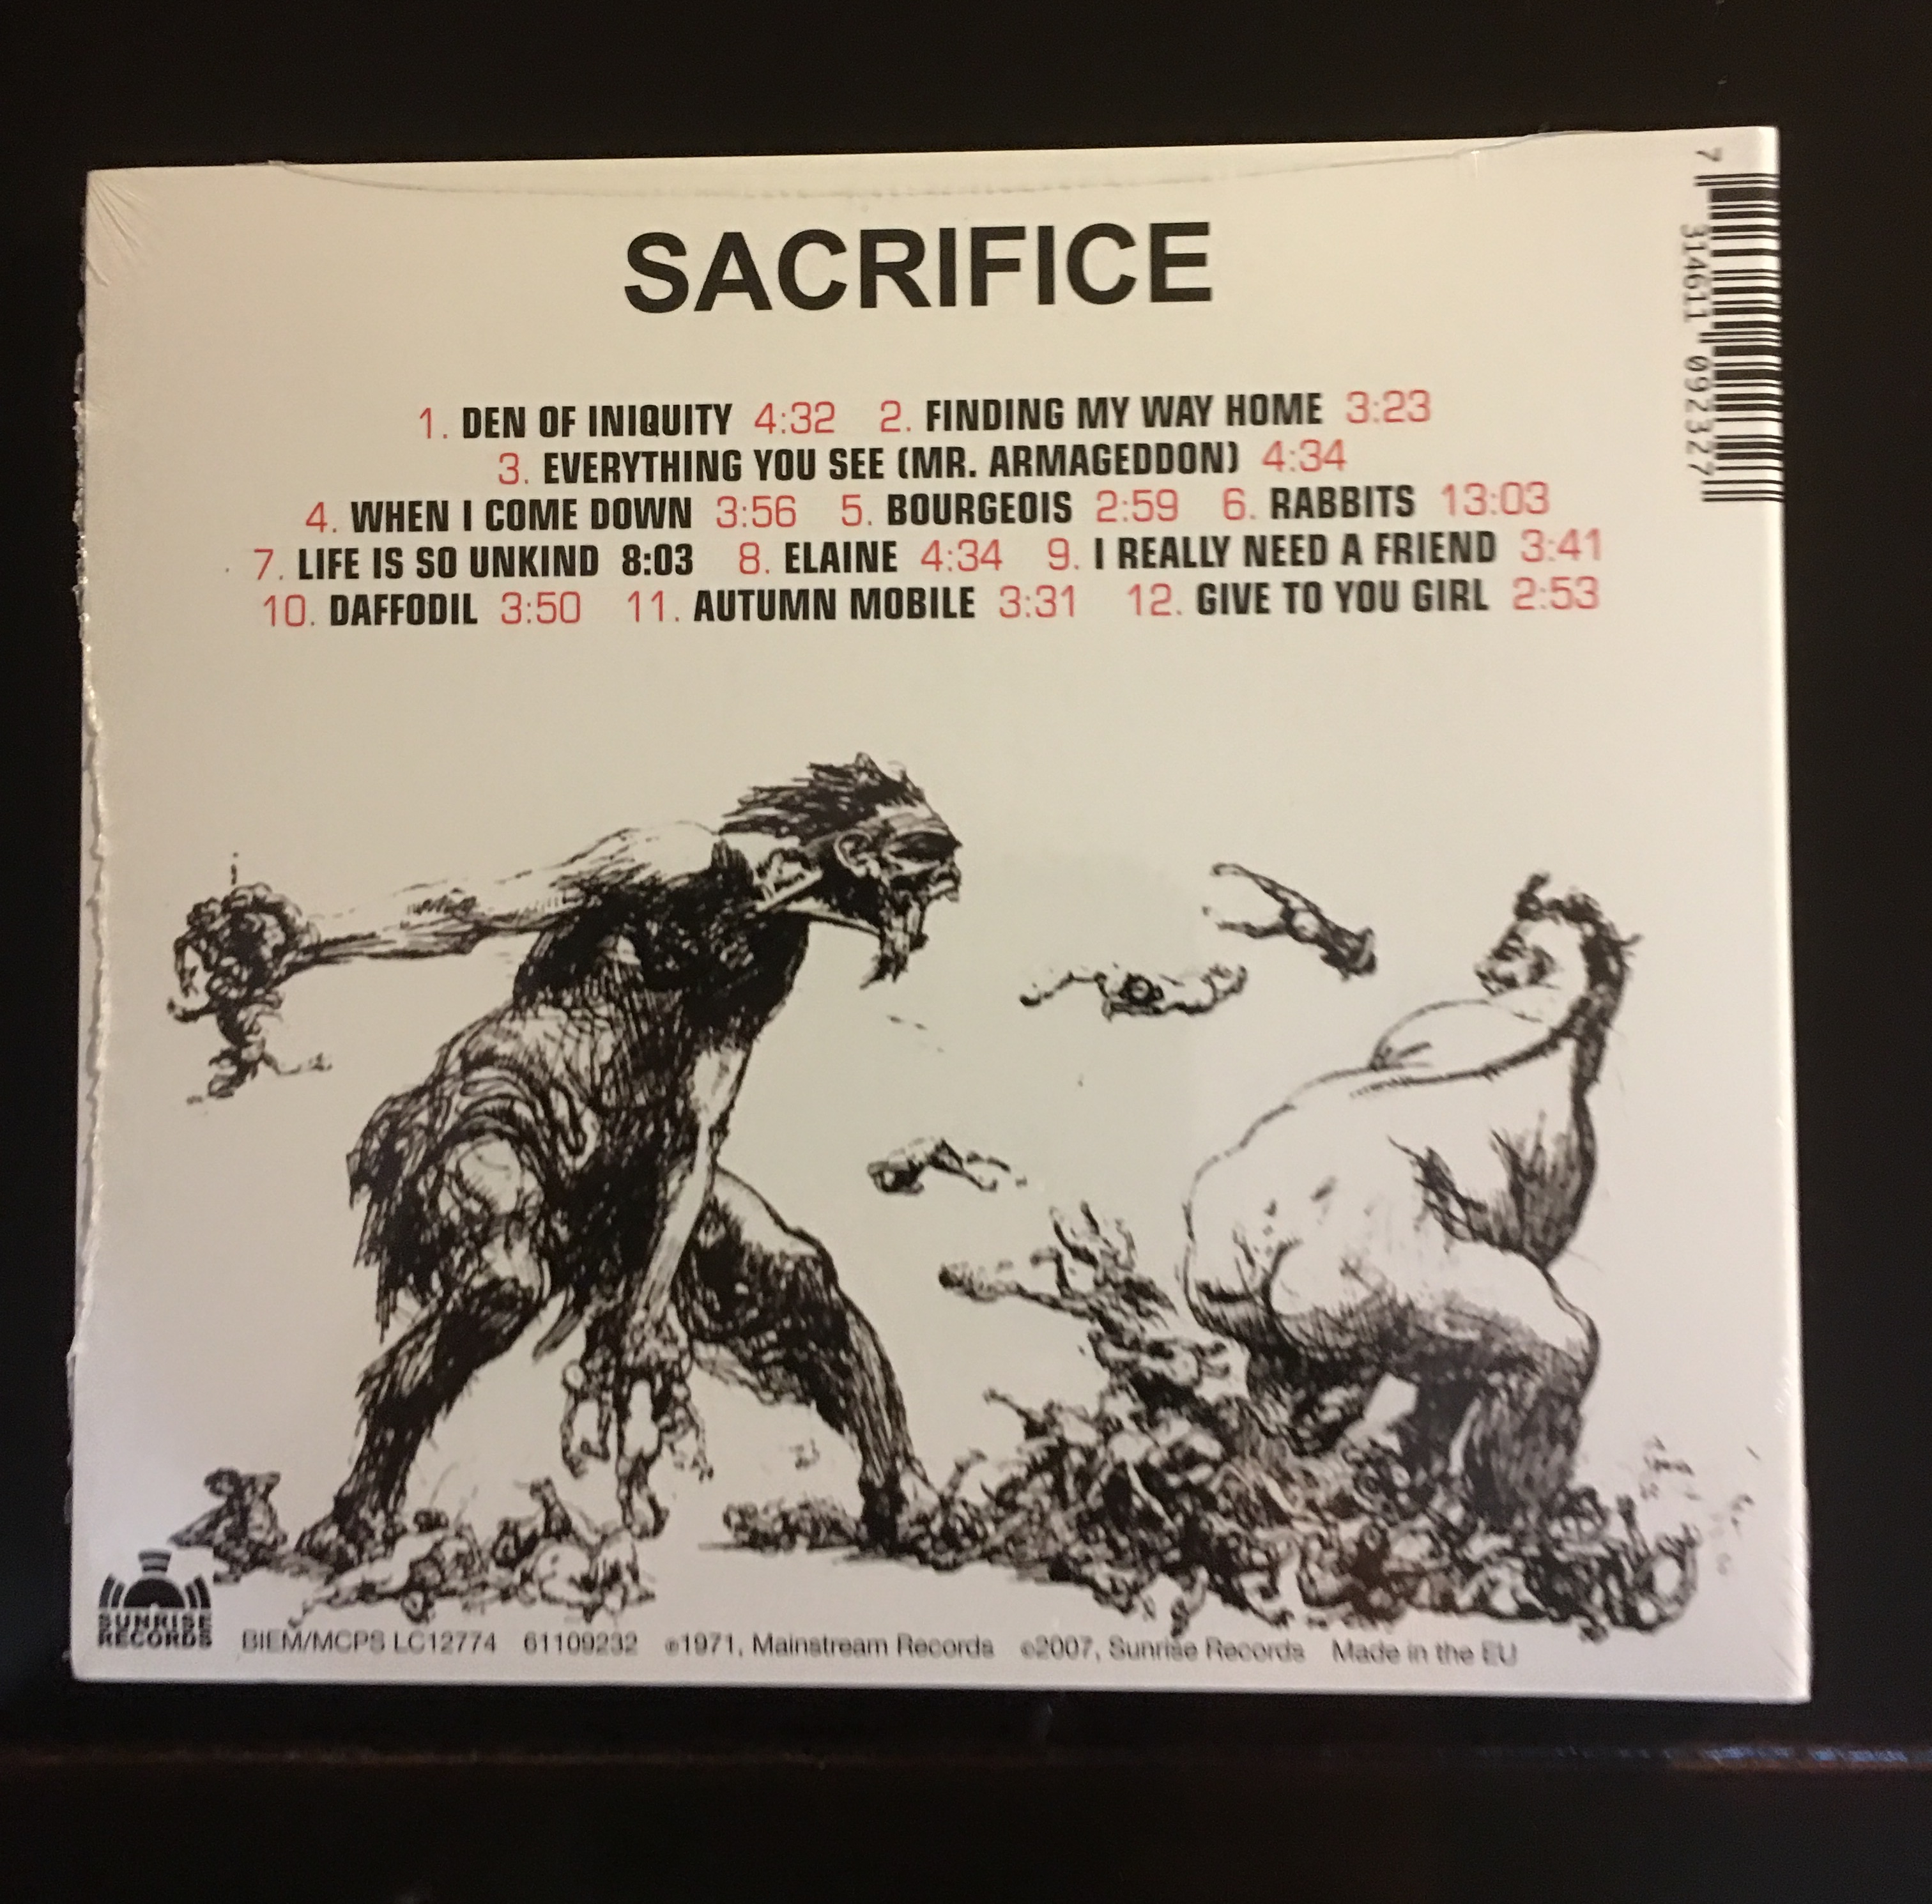 SACRIFICE
1. DEN OF INIQUITY 4:32 2. FINDING MY WAY HOME 3:23
3. EVERYTHING YOU SEE (MR. ARMAGEDDON) 4:34
4. WHEN I COME DOWN 3:56 5. BOURGEOIS 2:59 6. RABBITS 13:03
7. LIFE IS SO UNKIND 8:03 8. ELAINE 4:34 9. I REALLY NEED A FRIEND 3:41
10. DAFFODIL 3:50 11. AUTUMN MOBILE 3:31 12. GIVE TO YOU GIRL 2:53
7 314611 092327
SUNRISE
RECORDS
BIEM/MCPS LC12774 61109232 ℗1971, Mainstream Records ©2007, Sunrise Records Made in the EU